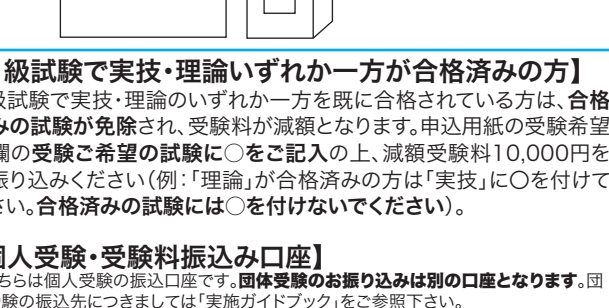 級試験で実技・理論いずれか一方が合格済みの方】
級試験で実技・理論のいずれか一方を既に合格されている方は、合格
みの試験が免除され、受験料が減額となります。申込用紙の受験希望
欄の受験ご希望の試験に○をご記入の上、減額受験料10,000円を
振り込みください(例:「理論」が合格済みの方は「実技」に〇を付けて
さい。合格済みの試験には○を付けないでください)。
個人受験・受験料振込み口座】
ちらは個人受験の振込口座です。団体受験のお振り込みは別の口座となります。団
受験の振込先につきましては「実施ガイドブック」をご参照下さい。